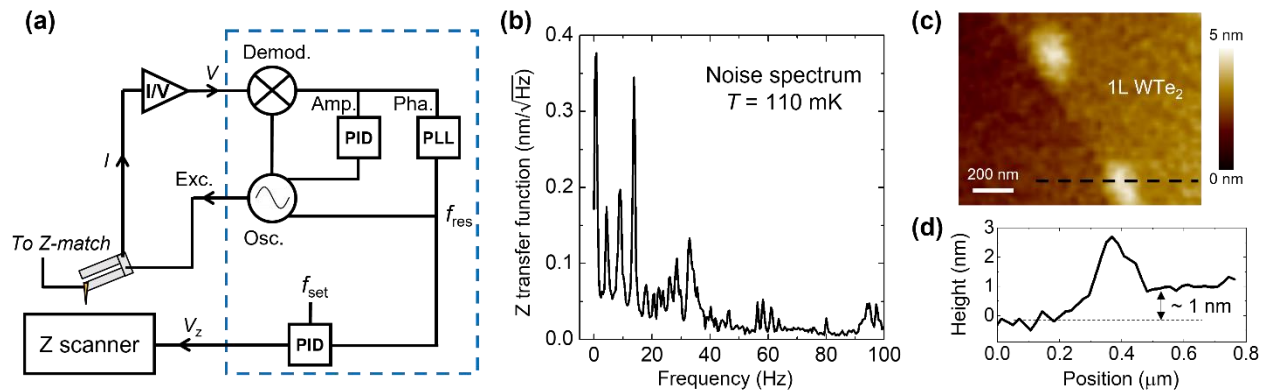 (a)
Demod.
I/V
V
Amp.
Pha.
PID
PLL
I
Exc.
Osc.
f_res
To Z-match
f_set
V_z
Z scanner
PID
(b)
Z transfer function (nm/√Hz)
0.4
0.3
0.2
0.1
0.0
Noise spectrum
T = 110 mK
0 20 40 60 80 100
Frequency (Hz)
(c)
1L WTe₂
200 nm
5 nm
0 nm
(d)
Height (nm)
3
2
1
0
~ 1 nm
0.0 0.2 0.4 0.6 0.8
Position (μm)